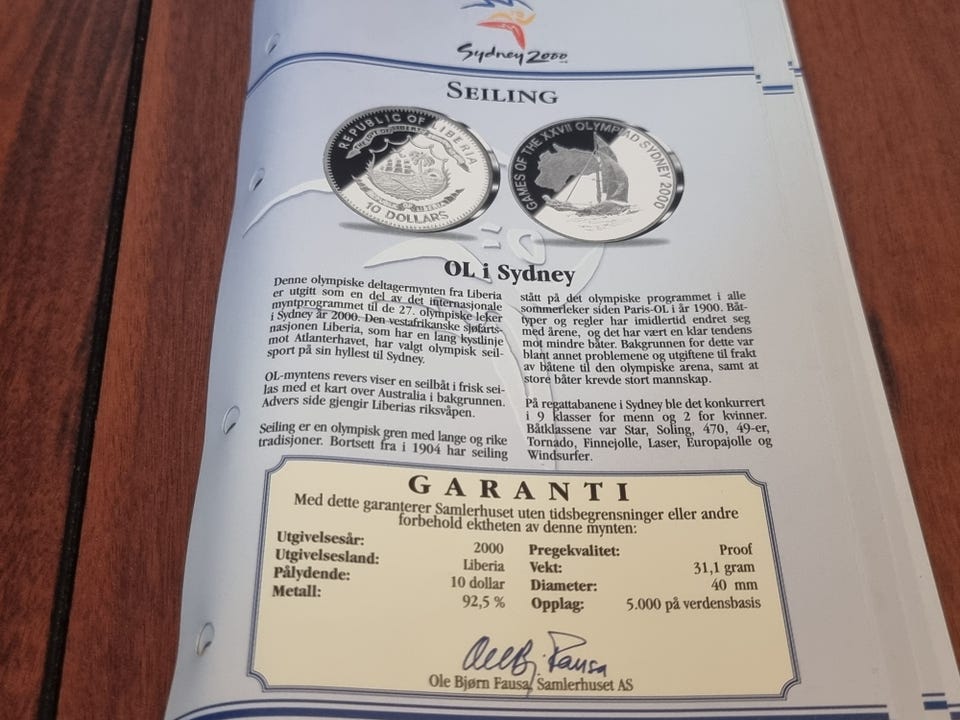 Sydney 2000
SEILING
REPUBLIC OF LIBERIA
THE LOVE OF LIBERTY
REPUBLIC OF LIBERIA
10 DOLLARS
GAMES OF THE XXVII OLYMPIAD SYDNEY 2000
OL i Sydney
Denne olympiske deltagermynten fra Liberia
er utgitt som en del av det internasjonale
myntprogrammet til de 27. olympiske leker
i Sydney år 2000. Den vestafrikanske sjøfarts-
nasjonen Liberia, som har en lang kystlinje
mot Atlanterhavet, har valgt olympisk seil-
sport på sin hyllest til Sydney.
OL-myntens revers viser en seilbåt i frisk sei-
las med et kart over Australia i bakgrunnen.
Advers side gjengir Liberias riksvåpen.
Seiling er en olympisk gren med lange og rike
tradisjoner. Bortsett fra i 1904 har seiling
stått på det olympiske programmet i alle
sommerleker siden Paris-OL i år 1900. Båt-
typer og regler har imidlertid endret seg
med årene, og det har vært en klar tendens
mot mindre båter. Bakgrunnen for dette var
blant annet problemene og utgiftene til frakt
av båtene til den olympiske arena, samt at
store båter krevde stort mannskap.
På regattabanene i Sydney ble det konkurrert
i 9 klasser for menn og 2 for kvinner.
Båtklassene var Star, Soling, 470, 49-er,
Tornado, Finnejolle, Laser, Europajolle og
Windsurfer.
GARANTI
Med dette garanterer Samlerhuset uten tidsbegrensninger eller andre
forbehold ektheten av denne mynten:
Utgivelsesår: 2000
Utgivelsesland: Liberia
Pålydende: 10 dollar
Metall: 92,5 %
Pregekvalitet: Proof
Vekt: 31,1 gram
Diameter: 40 mm
Opplag: 5.000 på verdensbasis
Ole Bj. Fausa
Ole Bjørn Fausa, Samlerhuset AS